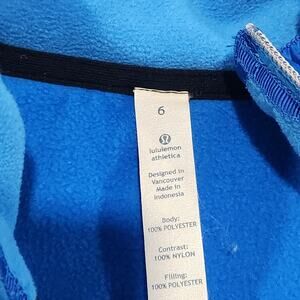 6
lululemon
athletica
Designed in
Vancouver
Made in
Indonesia
Body:
100% POLYESTER
Contrast:
100% NYLON
Filling:
100% POLYESTER